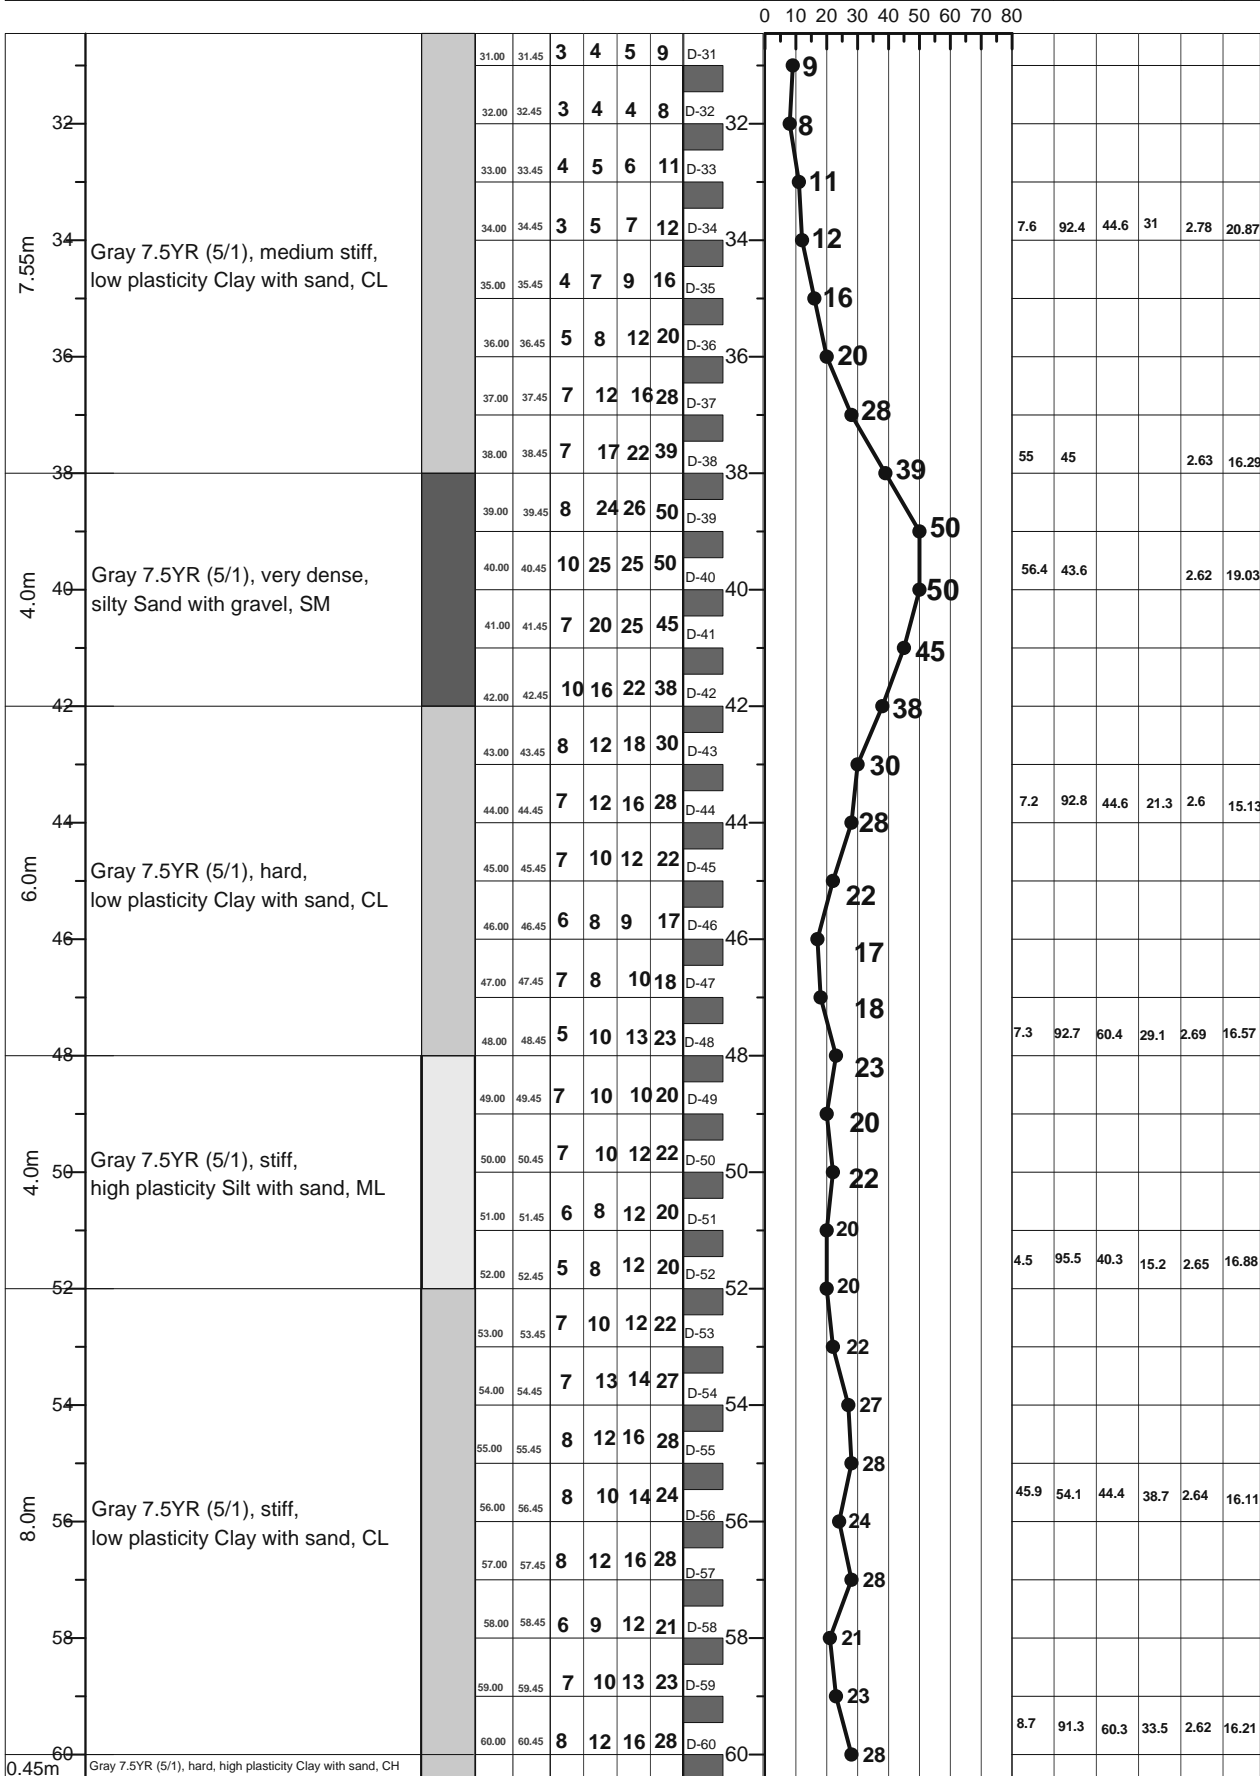 0 10 20 30 40 50 60 70 80
31.00 31.45 3 4 5 9 D-31 9
32.00 32.45 3 4 4 8 D-32
32 32 8
33.00 33.45 4 5 6 11 D-33 11
34.00 34.45 3 5 7 12 D-34 7.6 92.4 44.6 31 2.78 20.87
34 34 12
7.55m
Gray 7.5YR (5/1), medium stiff,
low plasticity Clay with sand, CL
35.00 35.45 4 7 9 16 D-35 16
36.00 36.45 5 8 12 20 D-36
36 36 20
37.00 37.45 7 12 16 28 D-37 28
38.00 38.45 7 17 22 39 D-38 55 45 2.63 16.29
38 38 39
39.00 39.45 8 24 26 50 D-39 50
40.00 40.45 10 25 25 50 D-40 56.4 43.6 2.62 19.03
4.0m
Gray 7.5YR (5/1), very dense,
silty Sand with gravel, SM
40 40 50
41.00 41.45 7 20 25 45 D-41 45
42.00 42.45 10 16 22 38 D-42
42 42 38
43.00 43.45 8 12 18 30 D-43 30
44.00 44.45 7 12 16 28 D-44 7.2 92.8 44.6 21.3 2.6 15.13
44 44 28
6.0m
Gray 7.5YR (5/1), hard,
low plasticity Clay with sand, CL
45.00 45.45 7 10 12 22 D-45 22
46.00 46.45 6 8 9 17 D-46
46 46 17
47.00 47.45 7 8 10 18 D-47 18
48.00 48.45 5 10 13 23 D-48 7.3 92.7 60.4 29.1 2.69 16.57
48 48 23
49.00 49.45 7 10 10 20 D-49 20
50.00 50.45 7 10 12 22 D-50
4.0m
Gray 7.5YR (5/1), stiff,
high plasticity Silt with sand, ML
50 50 22
51.00 51.45 6 8 12 20 D-51 20
52.00 52.45 5 8 12 20 D-52 4.5 95.5 40.3 15.2 2.65 16.88
52 52 20
53.00 53.45 7 10 12 22 D-53 22
54.00 54.45 7 13 14 27 D-54
54 54 27
55.00 55.45 8 12 16 28 D-55 28
56.00 56.45 8 10 14 24 D-56 45.9 54.1 44.4 38.7 2.64 16.11
8.0m
Gray 7.5YR (5/1), stiff,
low plasticity Clay with sand, CL
56 56 24
57.00 57.45 8 12 16 28 D-57 28
58.00 58.45 6 9 12 21 D-58
58 58 21
59.00 59.45 7 10 13 23 D-59 23
60.00 60.45 8 12 16 28 D-60 8.7 91.3 60.3 33.5 2.62 16.21
60 60 28
0.45m Gray 7.5YR (5/1), hard, high plasticity Clay with sand, CH